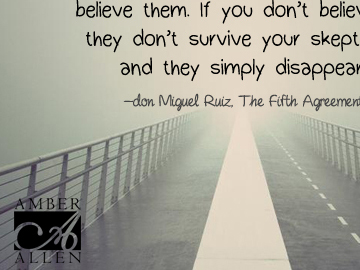 believe them. If you don't believ
they don't survive your skept
and they simply disappear
—don Miguel Ruiz, The Fifth Agreement
AMBER
A
ALLEN